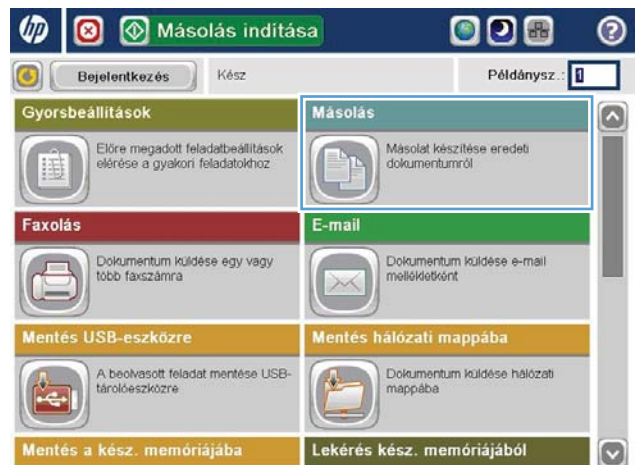 hp
Másolás indítása
?
Bejelentkezés
Kész
Példánysz.: 1
Gyorsbeállítások
Előre megadott feladatbeállítások
elérése a gyakori feladatokhoz
Másolás
Másolat készítése eredeti
dokumentumról
Faxolás
Dokumentum küldése egy vagy
több faxszámra
E-mail
Dokumentum küldése e-mail
mellékletként
Mentés USB-eszközre
A beolvasott feladat mentése USB-
tárolóeszközre
Mentés hálózati mappába
Dokumentum küldése hálózati
mappába
Mentés a kész. memóriájába
Lekérés kész. memóriájából